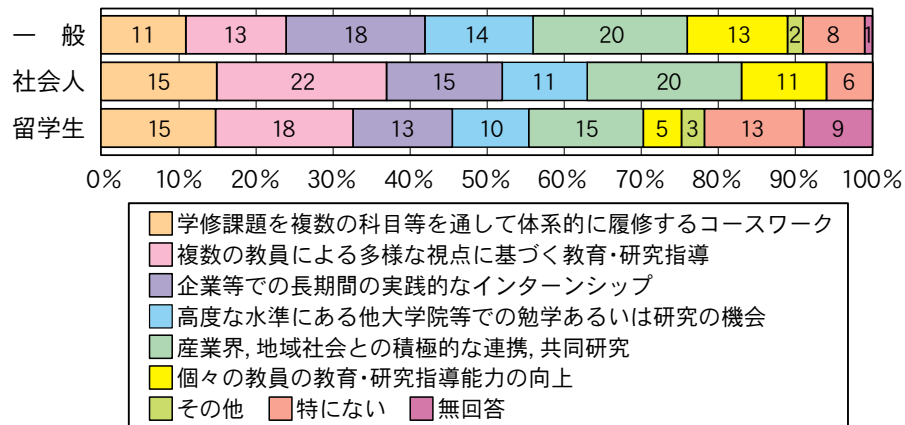 一般 11 13 18 14 20 13 2 8 1
社会人 15 22 15 11 20 11 6
留学生 15 18 13 10 15 5 3 13 9
0% 10% 20% 30% 40% 50% 60% 70% 80% 90% 100%
学修課題を複数の科目等を通して体系的に履修するコースワーク
複数の教員による多様な視点に基づく教育・研究指導
企業等での長期間の実践的なインターンシップ
高度な水準にある他大学院等での勉学あるいは研究の機会
産業界, 地域社会との積極的な連携, 共同研究
個々の教員の教育・研究指導能力の向上
その他 特にない 無回答